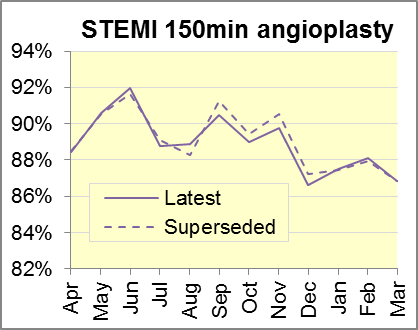 STEMI 150min angioplasty
94%
92%
90%
88%
86%
84%
82%
Latest
Superseded
Apr
May
Jun
Jul
Aug
Sep
Oct
Nov
Dec
Jan
Feb
Mar